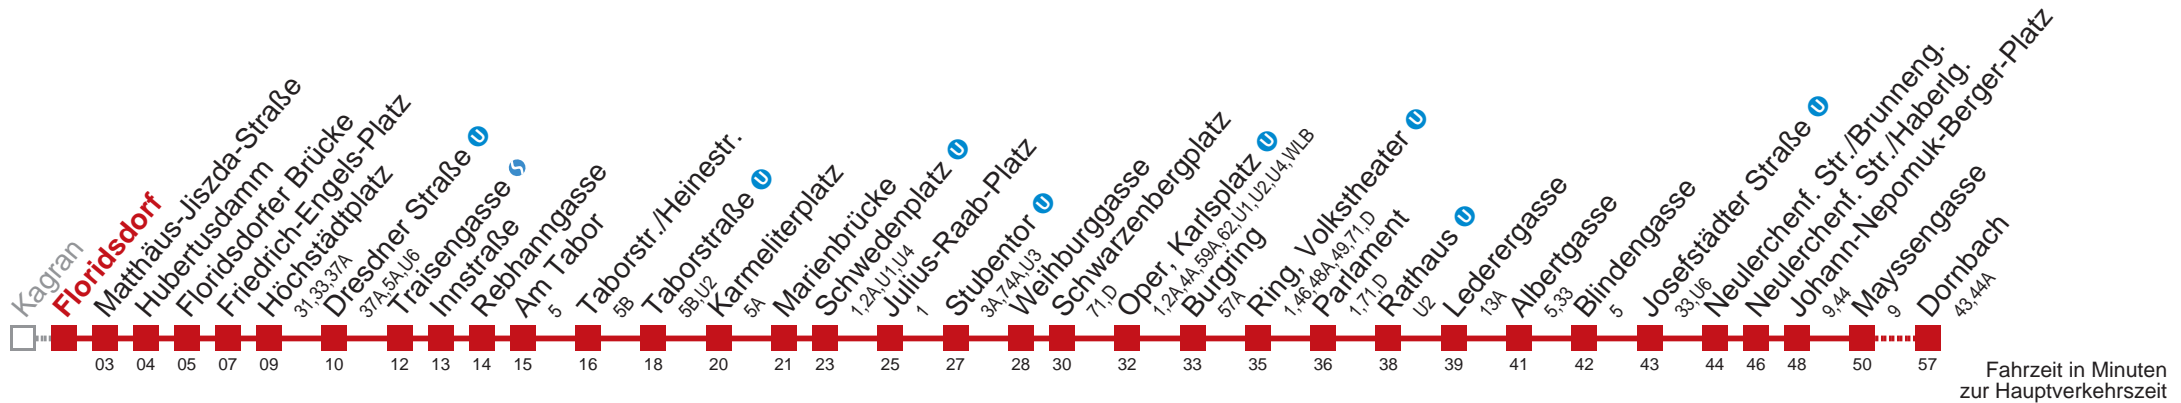 Kagran
Floridsdorf
Matthäus-Jiszda-Straße
Hubertusdamm
Floridsdorfer Brücke
Friedrich-Engels-Platz
Höchstädtplatz
31,33,37A
Dresdner Straße U
37A,5A,U6
Traisengasse
Innstraße
Rebhanngasse
Am Tabor
5
Taborstr./Heinestr.
5B
Taborstraße U
5B,U2
Karmeliterplatz
5A
Marienbrücke
Schwedenplatz U
1,2A,U1,U4
Julius-Raab-Platz
1
Stubentor U
3A,74A,U3
Weihburggasse
Schwarzenbergplatz
71,D
Oper, Karlsplatz U
1,2A,4A,59A,62,U1,U2,U4,WLB
Burgring
57A
Ring, Volkstheater U
1,46,48A,49,71,D
Parlament
1,71,D
Rathaus U
U2
Lederergasse
13A
Albertgasse
5,33
Blindengasse
5
Josefstädter Straße U
33,U6
Neulerchenf. Str./Brunneng.
Neulerchenf. Str./Haberlg.
Johann-Nepomuk-Berger-Platz
9,44
Mayssengasse
9
Dornbach
43,44A
03 04 05 07 09 10 12 13 14 15 16 18 20 21 23 25 27 28 30 32 33 35 36 38 39 41 42 43 44 46 48 50 57
Fahrzeit in Minuten
zur Hauptverkehrszeit